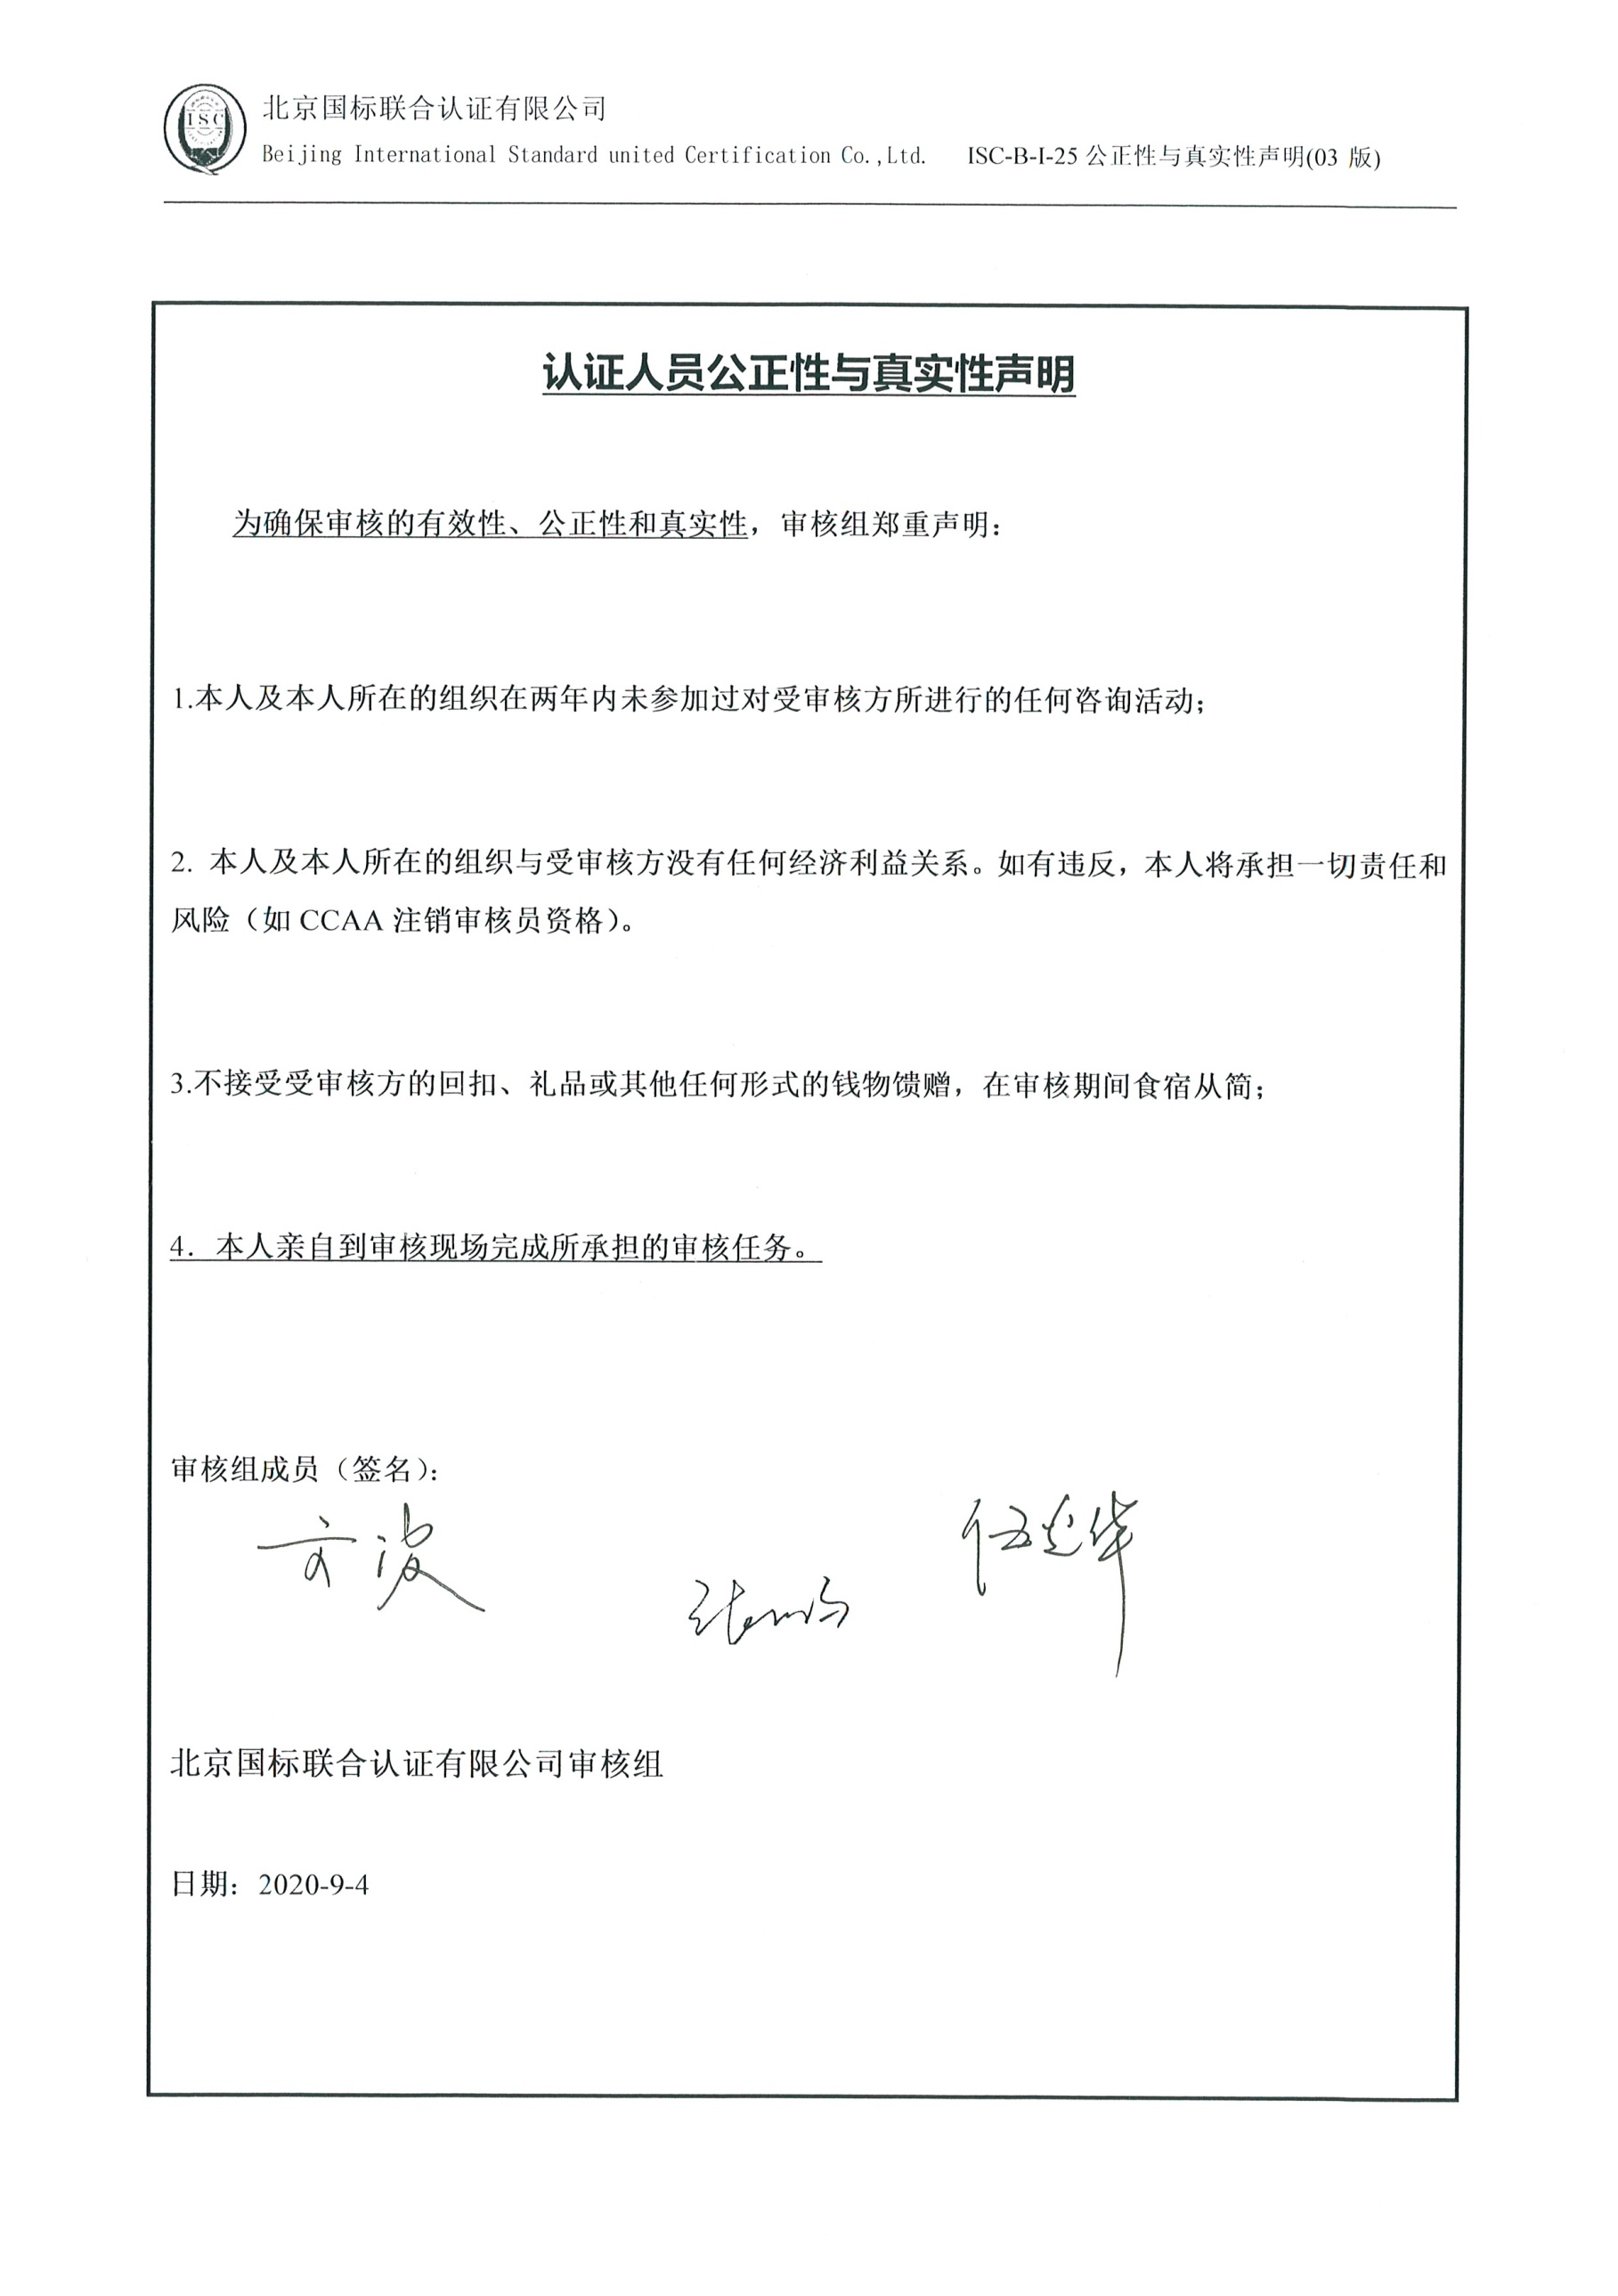 ISC
北京国标联合认证有限公司
Beijing International Standard united Certification Co.,Ltd. ISC-B-I-25 公正性与真实性声明(03 版)
认证人员公正性与真实性声明
为确保审核的有效性、公正性和真实性，审核组郑重声明：
1.本人及本人所在的组织在两年内未参加过对受审核方所进行的任何咨询活动；
2. 本人及本人所在的组织与受审核方没有任何经济利益关系。如有违反，本人将承担一切责任和
风险（如 CCAA 注销审核员资格）。
3.不接受受审核方的回扣、礼品或其他任何形式的钱物馈赠，在审核期间食宿从简；
4. 本人亲自到审核现场完成所承担的审核任务。
审核组成员（签名）：
文波
伍光华
北京国标联合认证有限公司审核组
日期：2020-9-4